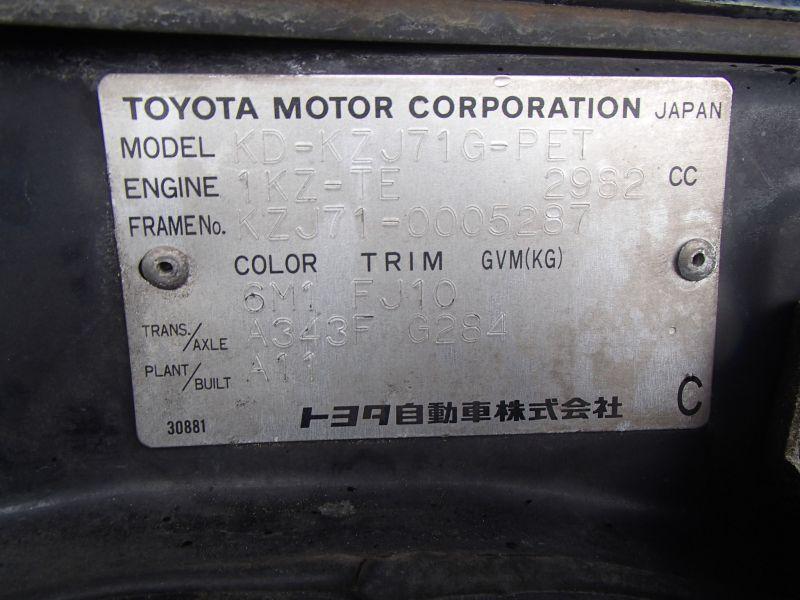 TOYOTA MOTOR CORPORATION JAPAN
MODEL KD-KZJ71G-PET
ENGINE 1KZ-TE 2982 CC
FRAME No. KZJ71-0005287
COLOR TRIM GVM(KG)
6M1 FJ10
TRANS./AXLE A343F G284
PLANT/BUILT A11
30881 トヨタ自動車株式会社 C